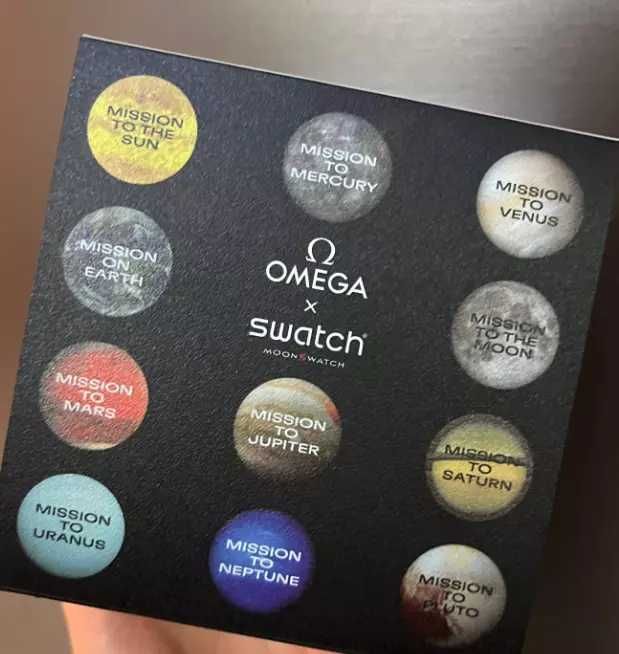 MISSION
TO THE
SUN
MISSION
TO
MERCURY
MISSION
TO
VENUS
MISSION
ON
EARTH
Ω
OMEGA
x
swatch®
MOONSWATCH
MISSION
TO THE
MOON
MISSION
TO
MARS
MISSION
TO
JUPITER
MISSION
TO
SATURN
MISSION
TO
URANUS
MISSION
TO
NEPTUNE
MISSION
TO
PLUTO